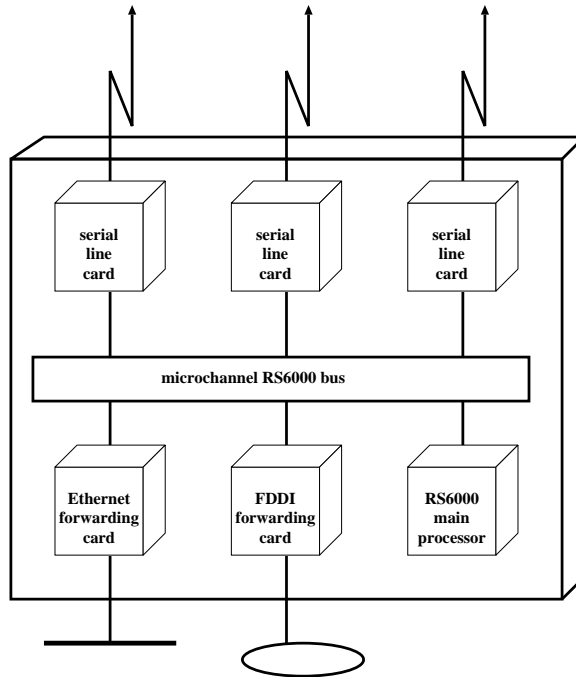 serial
line
card
serial
line
card
serial
line
card
microchannel RS6000 bus
Ethernet
forwarding
card
FDDI
forwarding
card
RS6000
main
processor